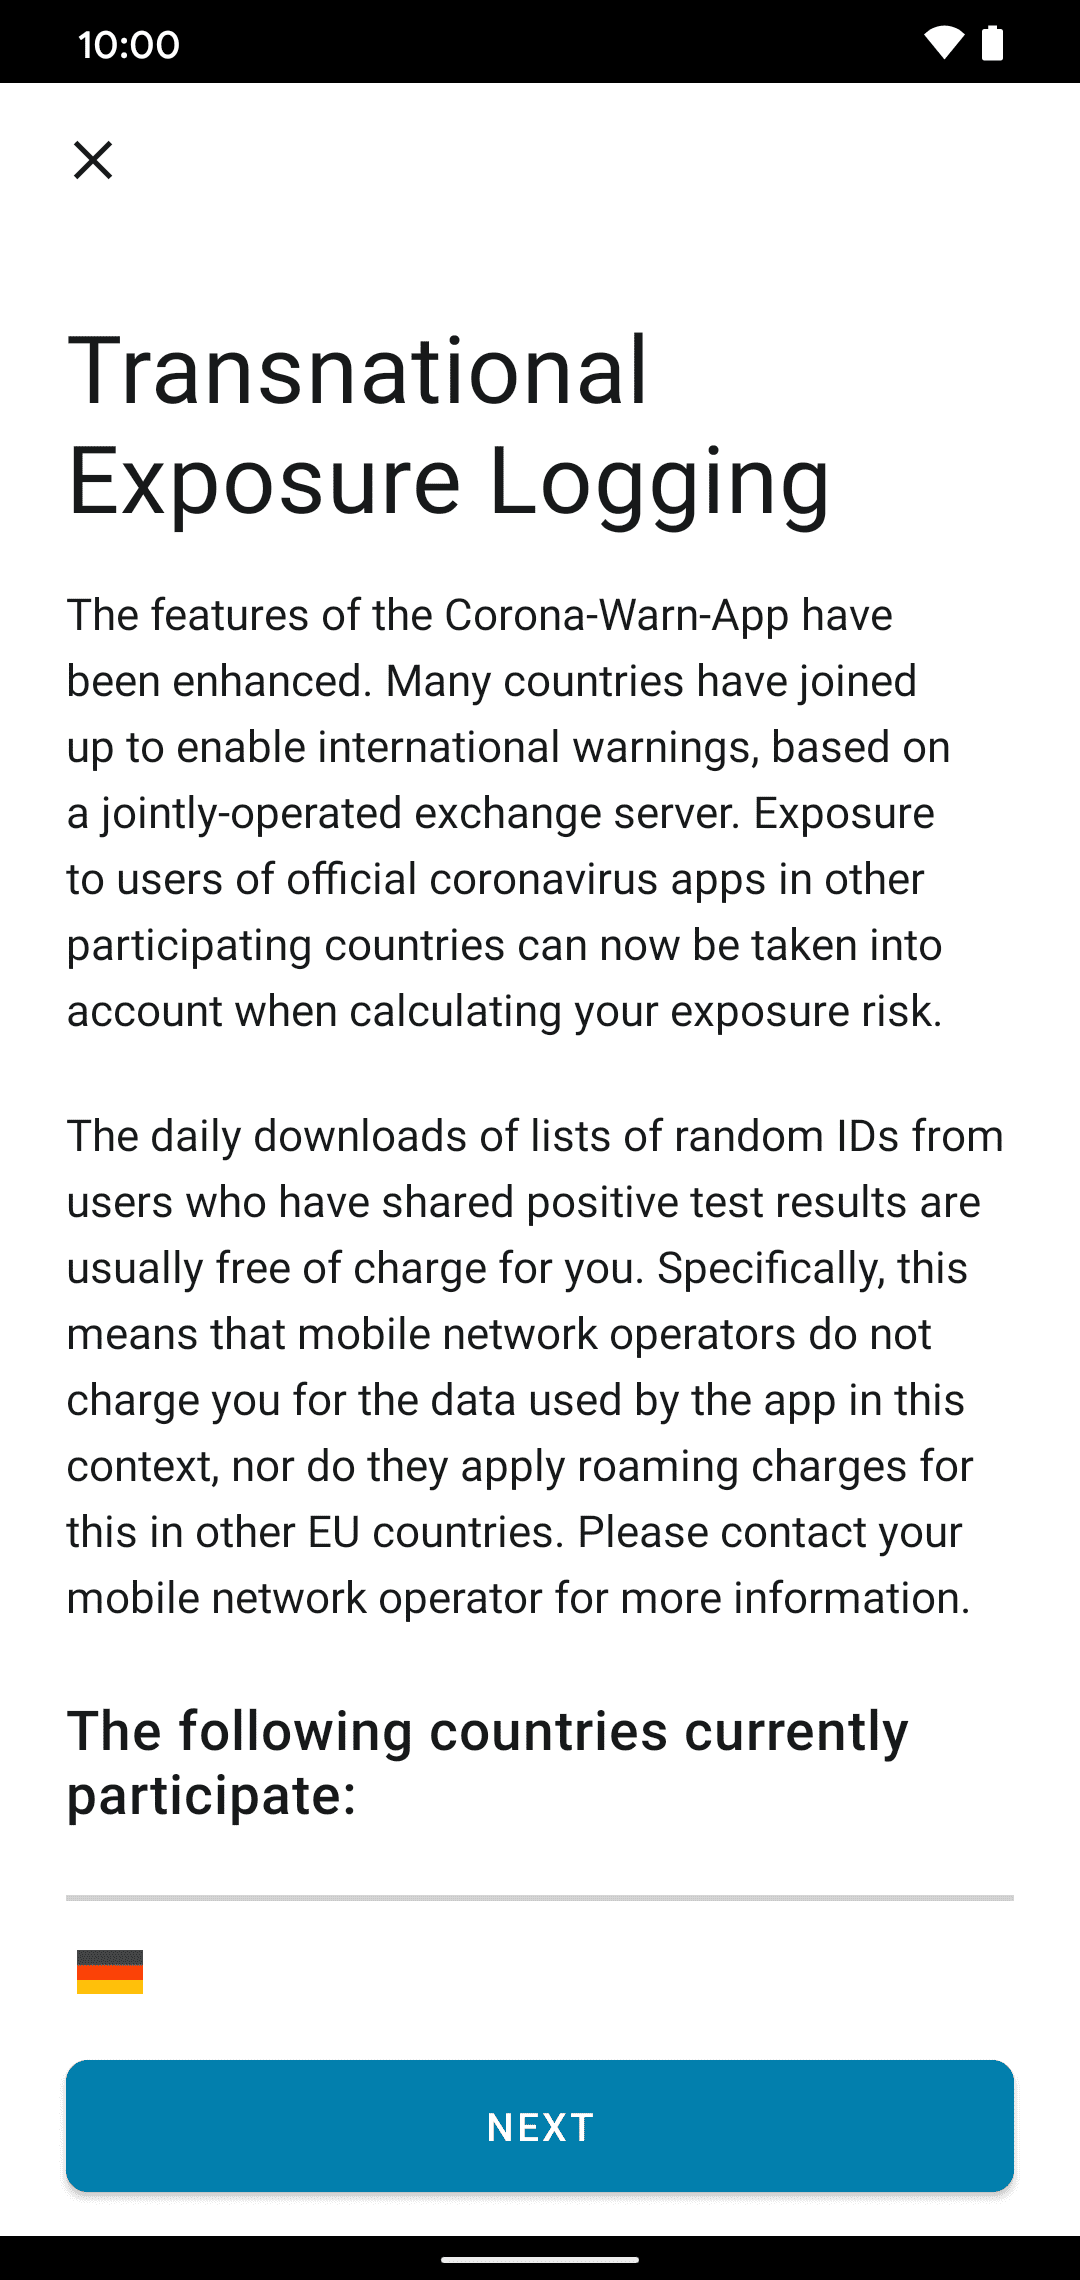 10:00
Transnational
Exposure Logging
The features of the Corona-Warn-App have
been enhanced. Many countries have joined
up to enable international warnings, based on
a jointly-operated exchange server. Exposure
to users of official coronavirus apps in other
participating countries can now be taken into
account when calculating your exposure risk.
The daily downloads of lists of random IDs from
users who have shared positive test results are
usually free of charge for you. Specifically, this
means that mobile network operators do not
charge you for the data used by the app in this
context, nor do they apply roaming charges for
this in other EU countries. Please contact your
mobile network operator for more information.
The following countries currently
participate:
NEXT